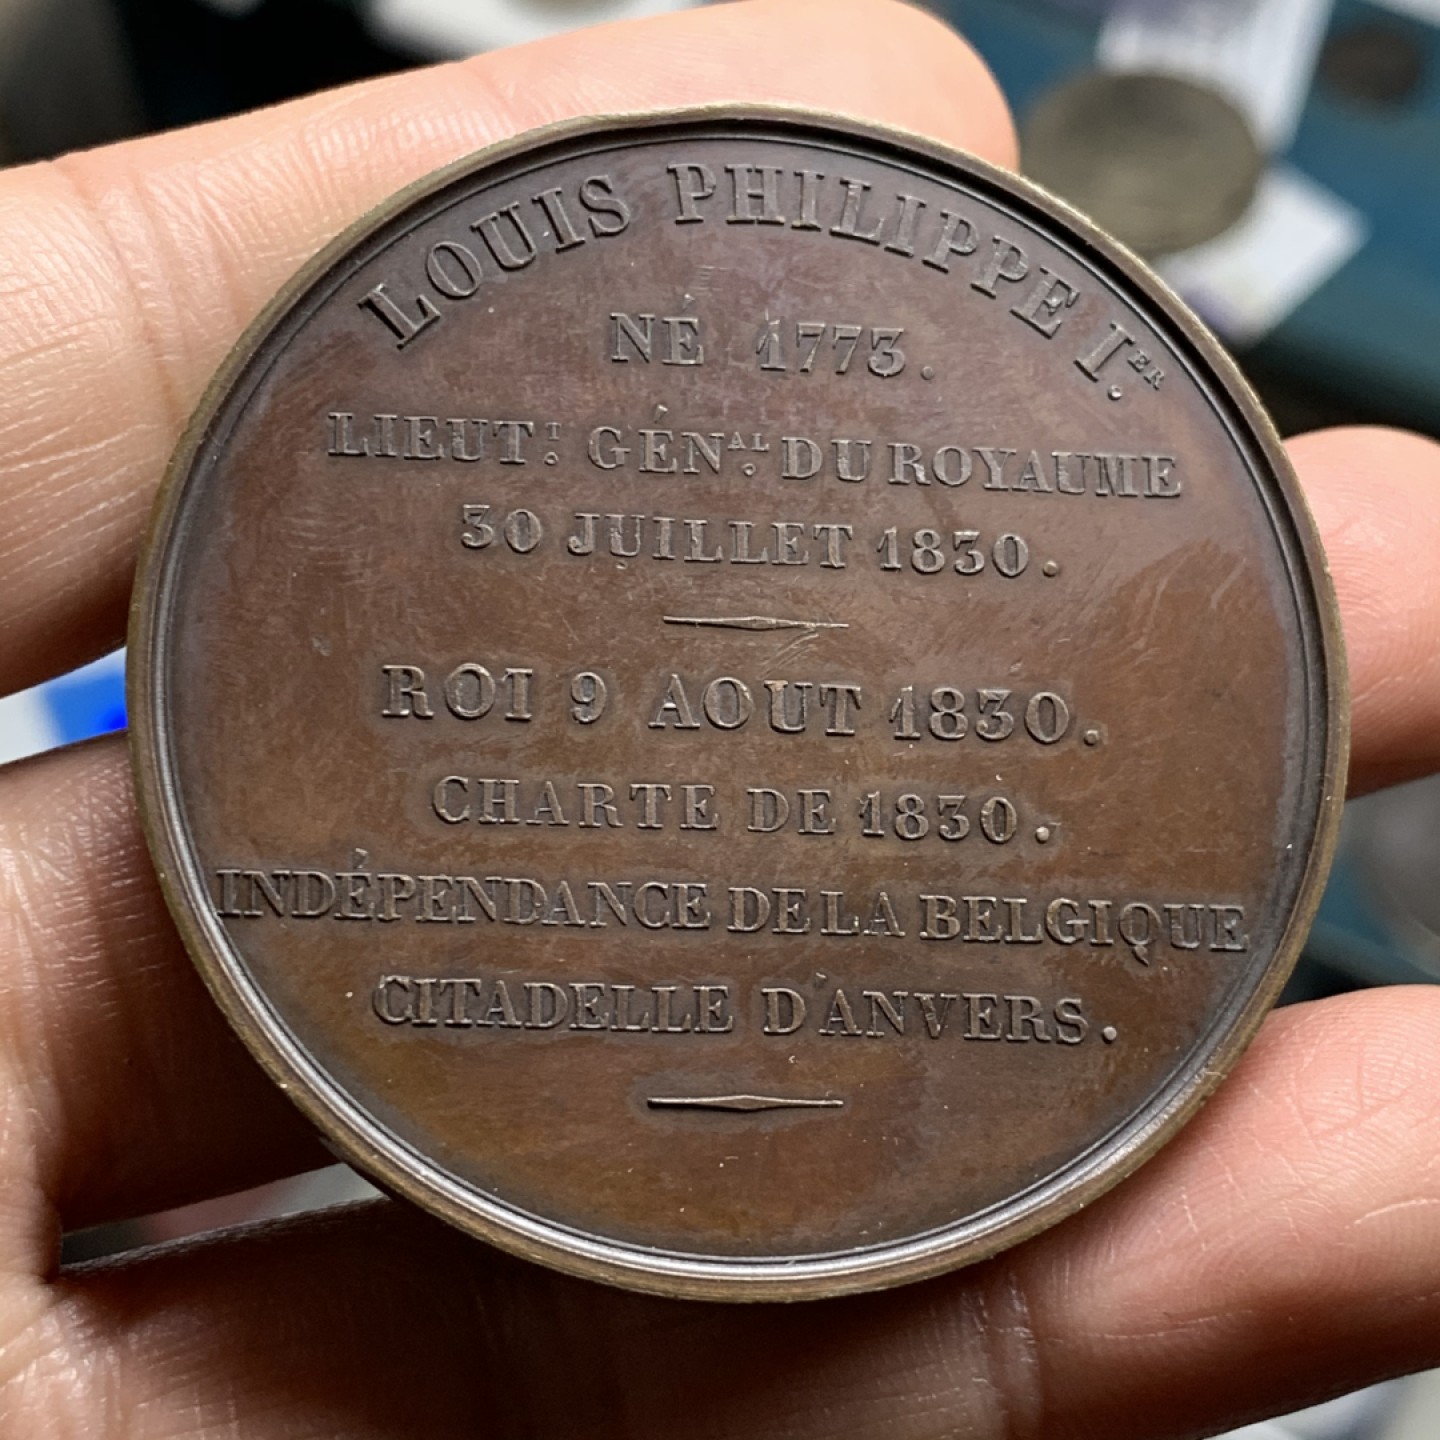 LOUIS PHILIPPE I.ER
NÉ 1773.
LIEUT.T GÉN.AL DU ROYAUME
30 JUILLET 1830.
ROI 9 AOUT 1830.
CHARTE DE 1830.
INDÉPENDANCE DE LA BELGIQUE
CITADELLE D'ANVERS.